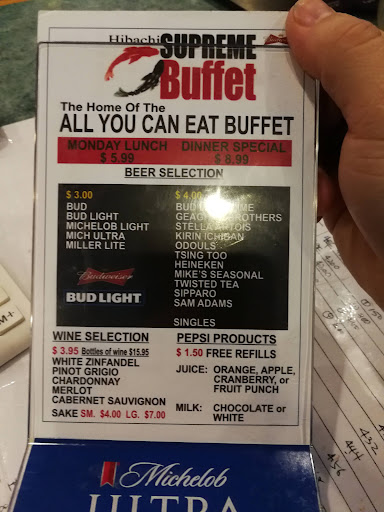 Hibachi SUPREME
Buffet
The Home Of The
ALL YOU CAN EAT BUFFET
MONDAY LUNCH DINNER SPECIAL
$ 5.99 $ 8.99
BEER SELECTION
$ 3.00
BUD
BUD LIGHT
MICHELOB LIGHT
MICH ULTRA
MILLER LITE
Budweiser
BUD LIGHT
$ 4.00
BUD
STELLA ARTOIS
KIRIN ICHIBAN
ODOULS
TSING TOO
HEINEKEN
MIKE'S SEASONAL
TWISTED TEA
SIPPARO
SAM ADAMS
SINGLES
WINE SELECTION
$ 3.95 Bottles of wine $15.95
WHITE ZINFANDEL
PINOT GRIGIO
CHARDONNAY
MERLOT
CABERNET SAUVIGNON
SAKE SM. $4.00 LG. $7.00
PEPSI PRODUCTS
$ 1.50 FREE REFILLS
JUICE: ORANGE, APPLE,
CRANBERRY, or
FRUIT PUNCH
MILK: CHOCOLATE or
WHITE
Michelob
ULTRA
M+
432
444
456